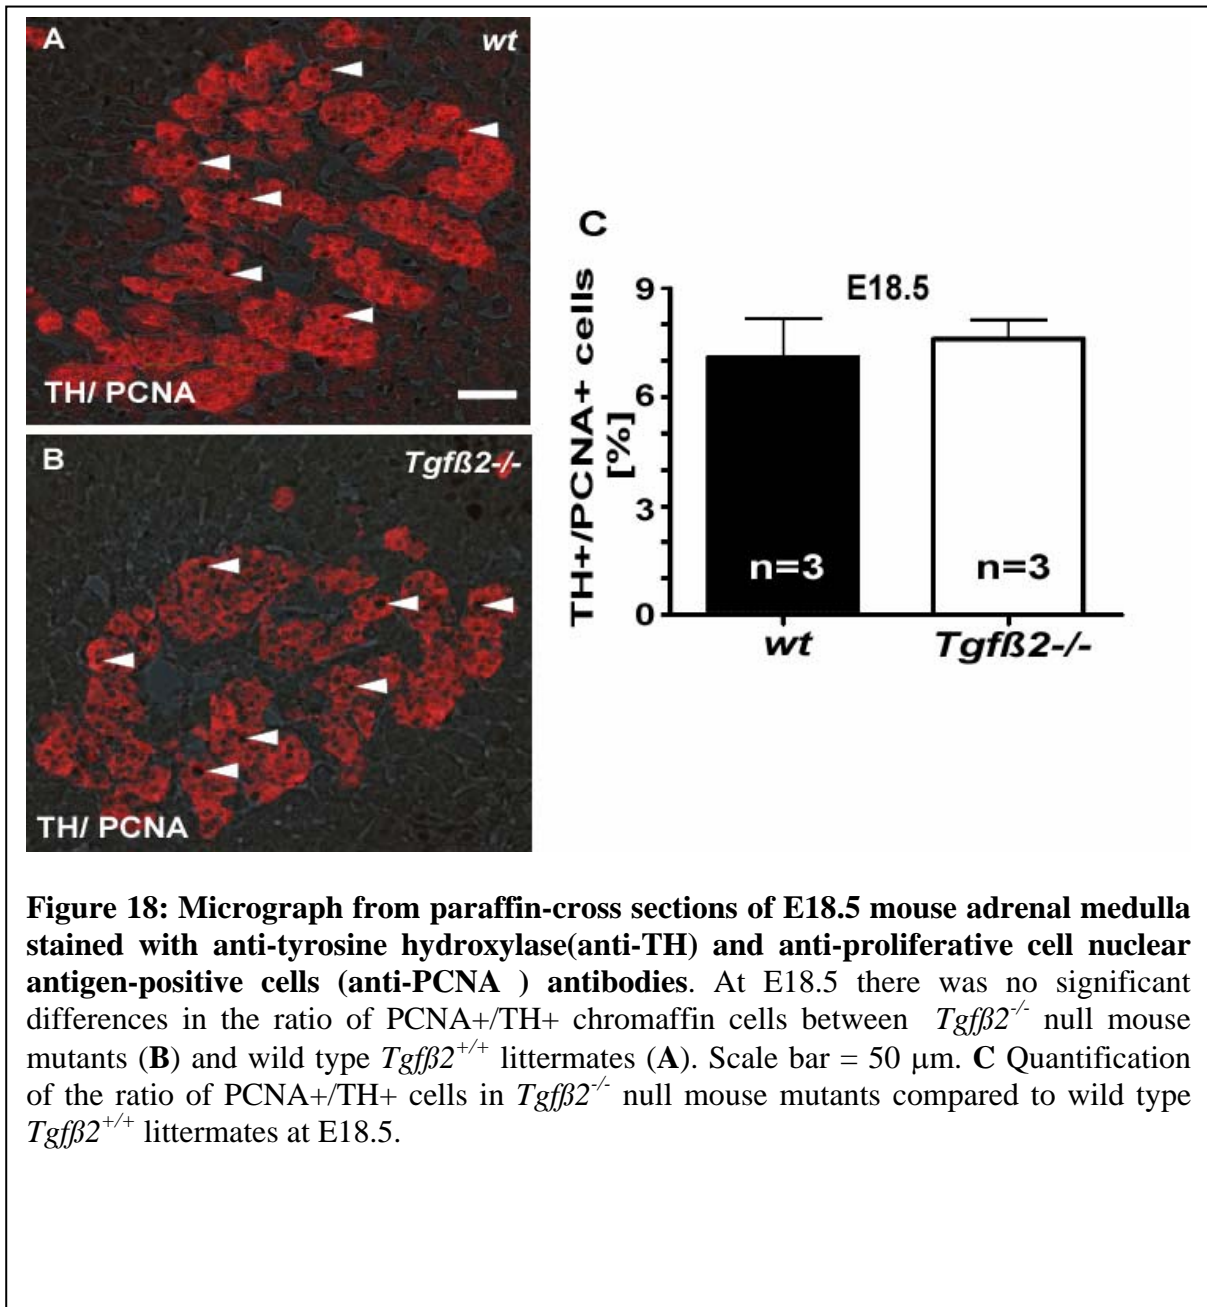 A
wt
TH/ PCNA
B
Tgfß2-/-
TH/ PCNA
C
TH+/PCNA+ cells
[%]
E18.5
9
6
3
0
n=3
n=3
wt
Tgfß2-/-
Figure 18: Micrograph from paraffin-cross sections of E18.5 mouse adrenal medulla
stained with anti-tyrosine hydroxylase(anti-TH) and anti-proliferative cell nuclear
antigen-positive cells (anti-PCNA ) antibodies. At E18.5 there was no significant
differences in the ratio of PCNA+/TH+ chromaffin cells between Tgfβ2-/- null mouse
mutants (B) and wild type Tgfβ2+/+ littermates (A). Scale bar = 50 μm. C Quantification
of the ratio of PCNA+/TH+ cells in Tgfβ2-/- null mouse mutants compared to wild type
Tgfβ2+/+ littermates at E18.5.